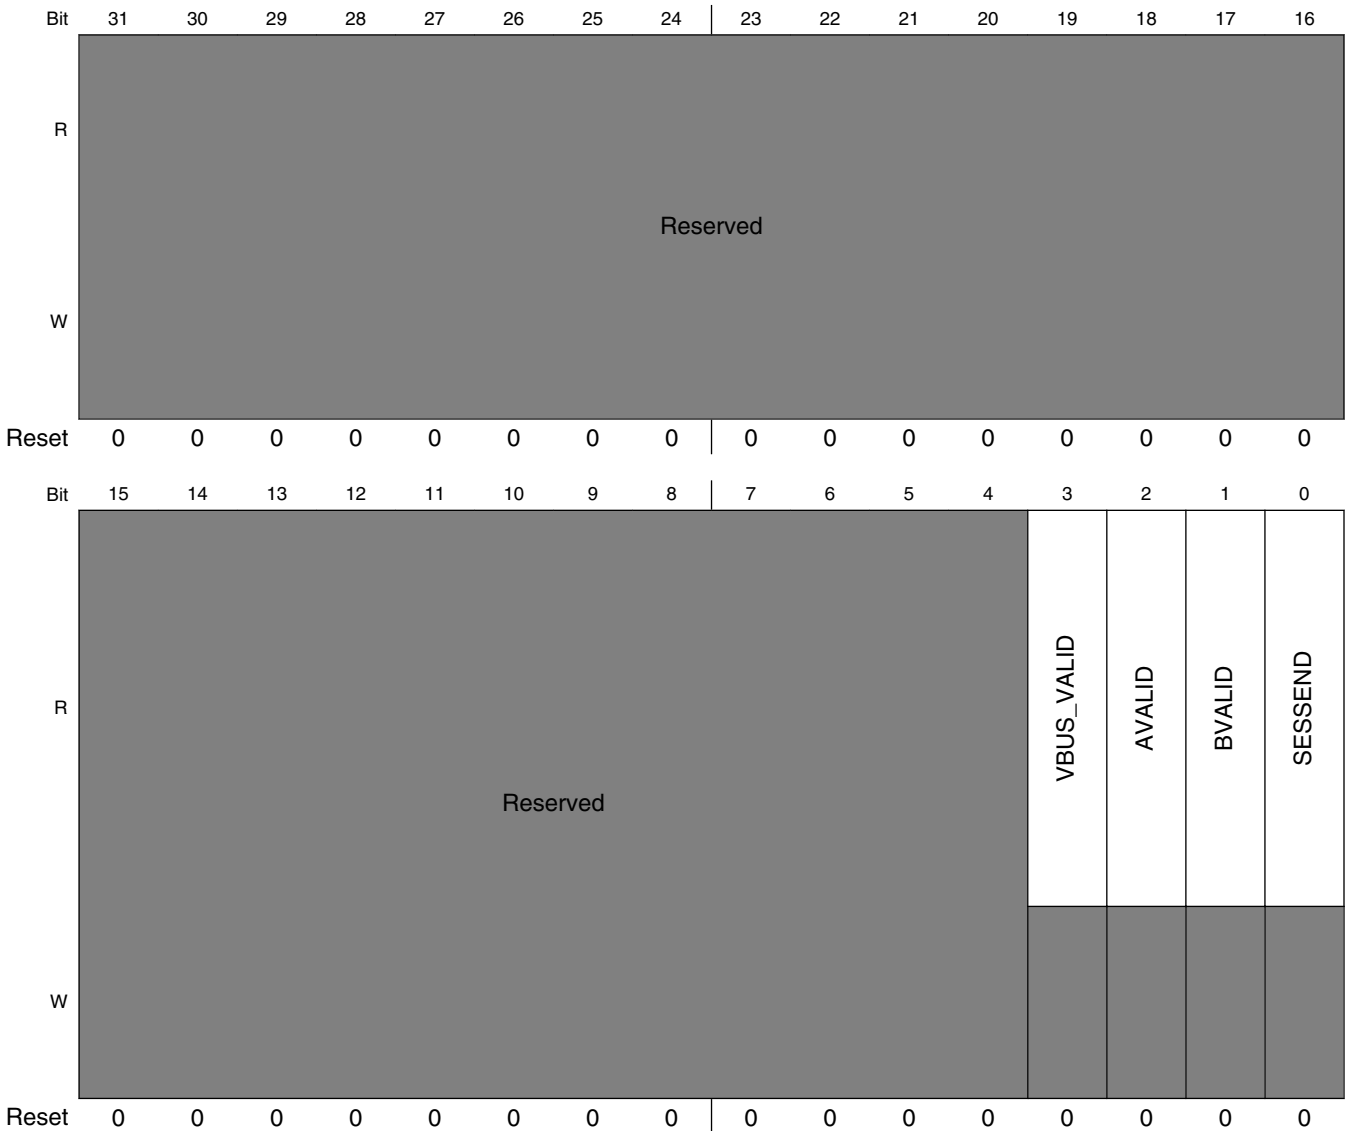 Bit 31 30 29 28 27 26 25 24 23 22 21 20 19 18 17 16
R
Reserved
W
Reset 0 0 0 0 0 0 0 0 0 0 0 0 0 0 0 0
Bit 15 14 13 12 11 10 9 8 7 6 5 4 3 2 1 0
R
VBUS_VALID
AVALID
BVALID
SESSEND
Reserved
W
Reset 0 0 0 0 0 0 0 0 0 0 0 0 0 0 0 0